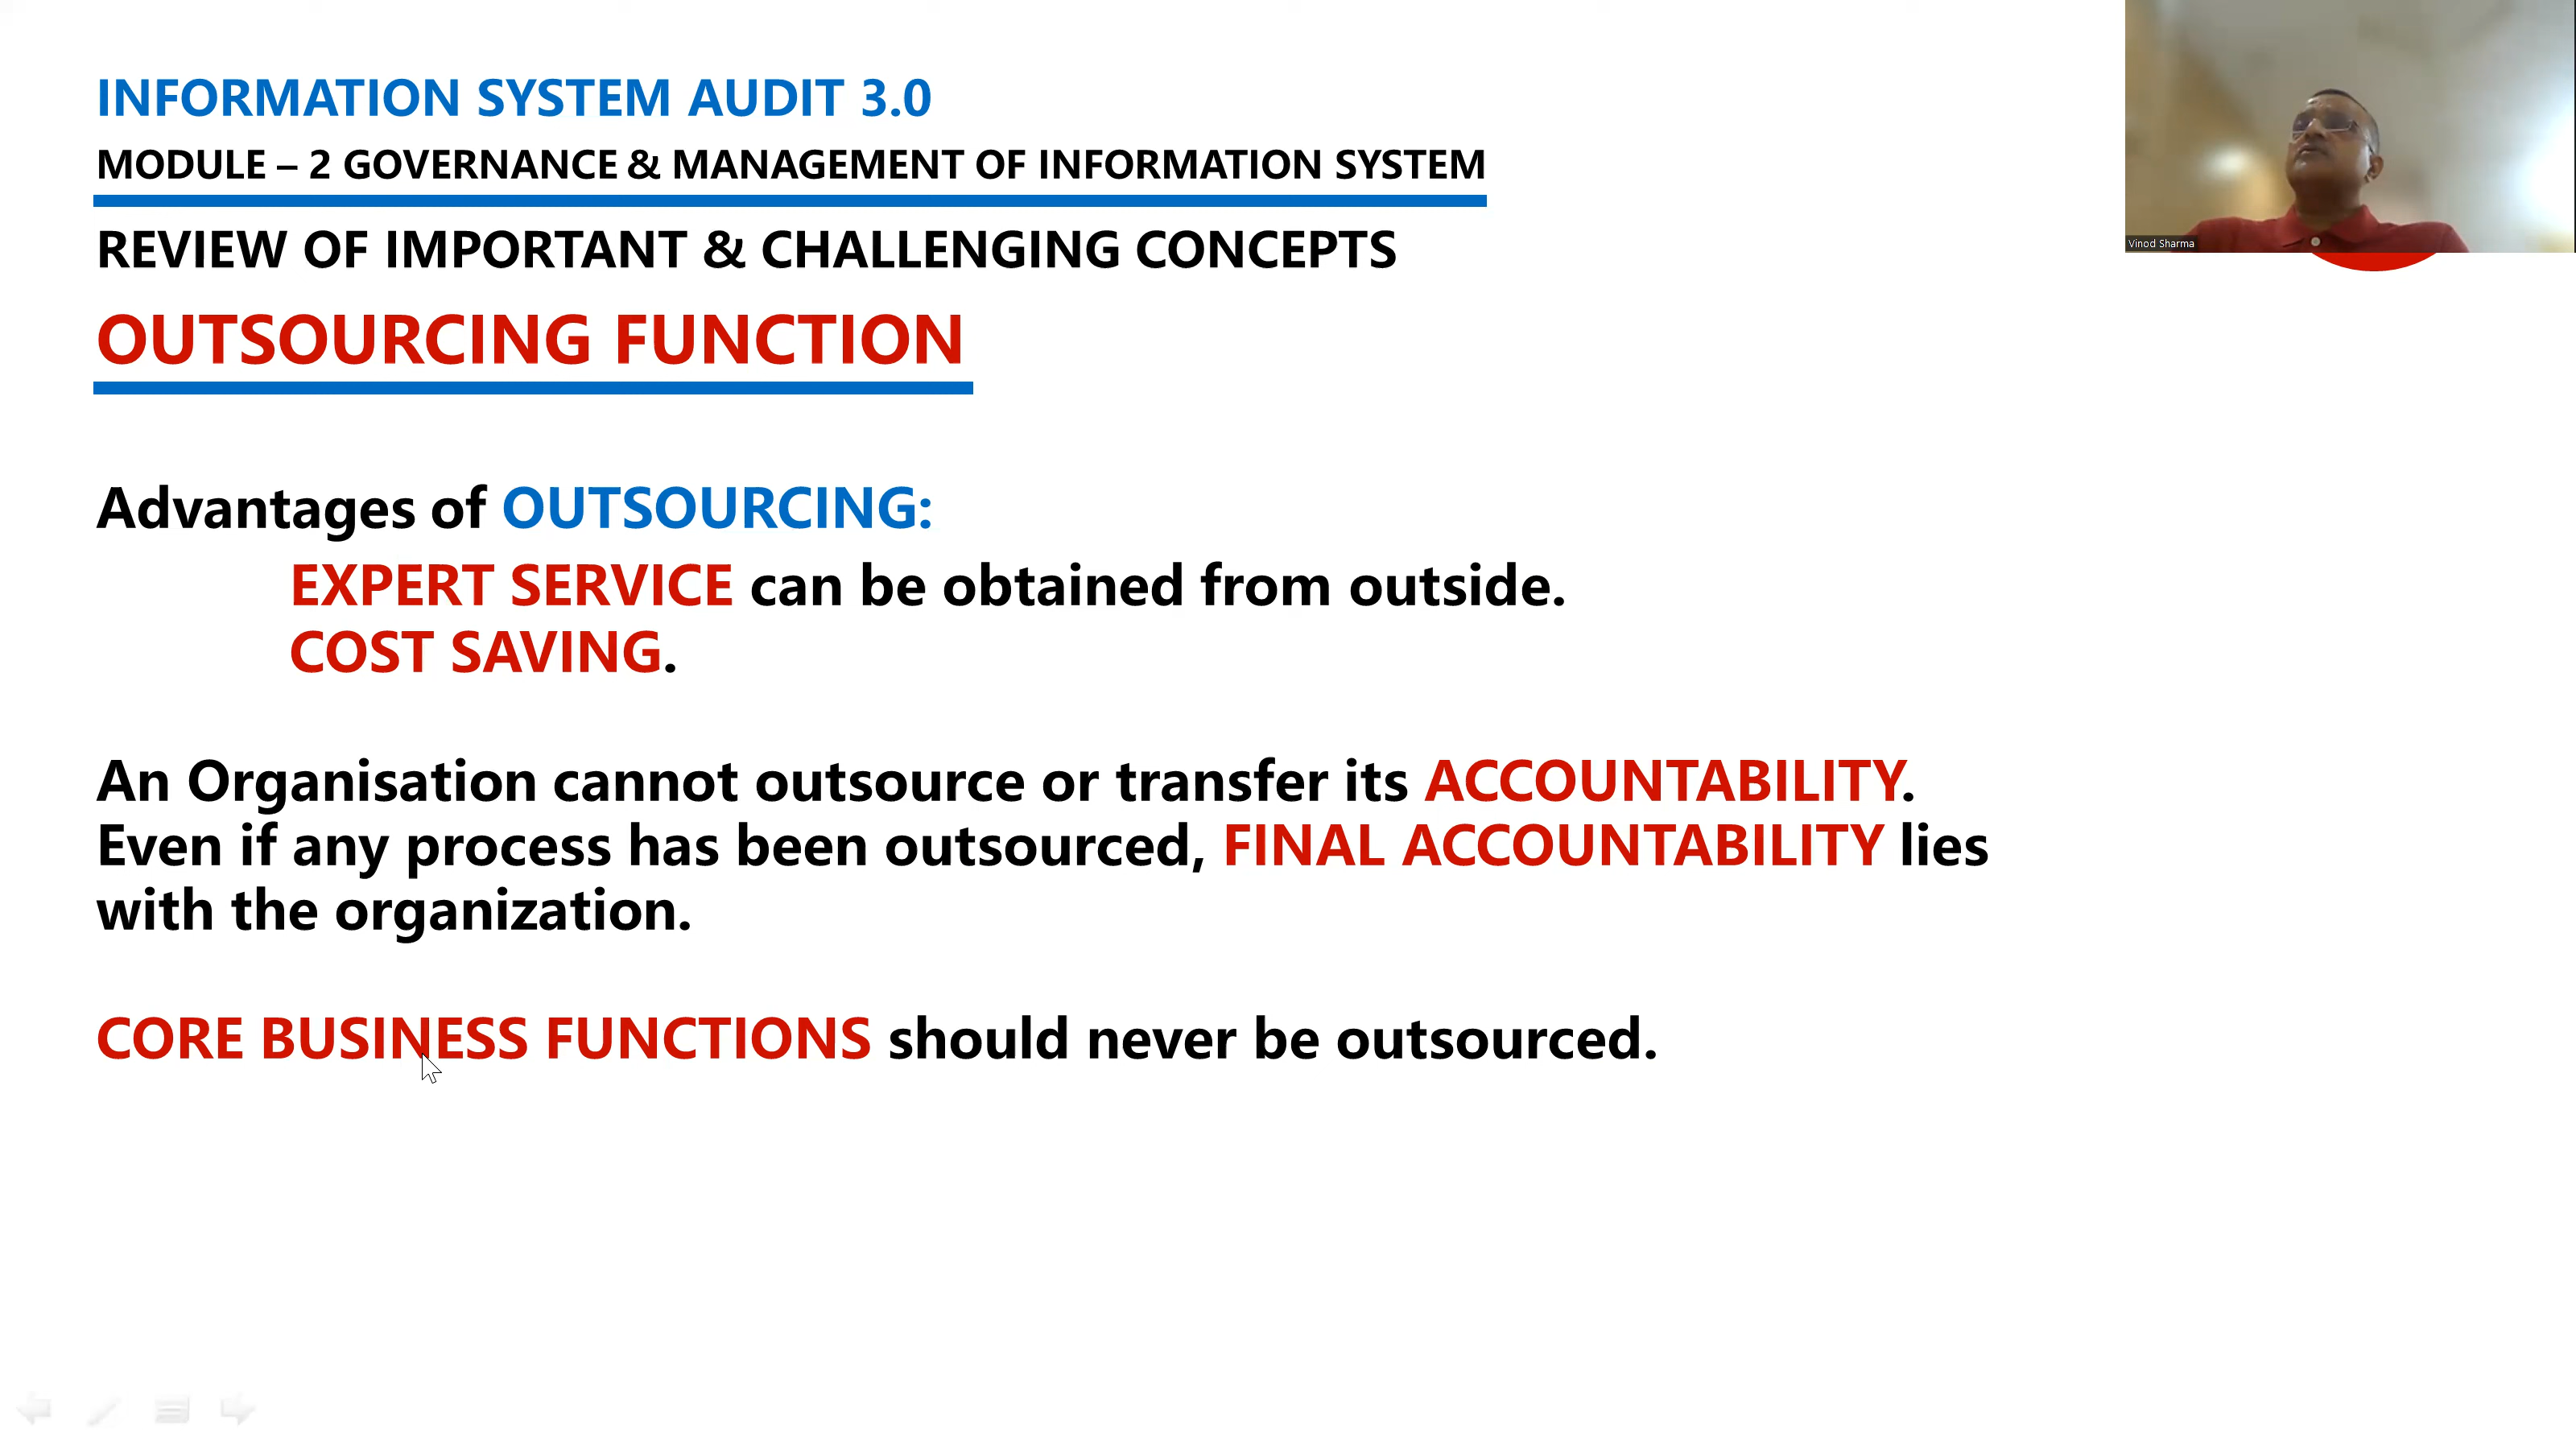 INFORMATION SYSTEM AUDIT 3.0
MODULE – 2 GOVERNANCE & MANAGEMENT OF INFORMATION SYSTEM
REVIEW OF IMPORTANT & CHALLENGING CONCEPTS
OUTSOURCING FUNCTION
Advantages of OUTSOURCING:
EXPERT SERVICE can be obtained from outside.
COST SAVING.
An Organisation cannot outsource or transfer its ACCOUNTABILITY.
Even if any process has been outsourced, FINAL ACCOUNTABILITY lies
with the organization.
CORE BUSINESS FUNCTIONS should never be outsourced.
Vinod Sharma